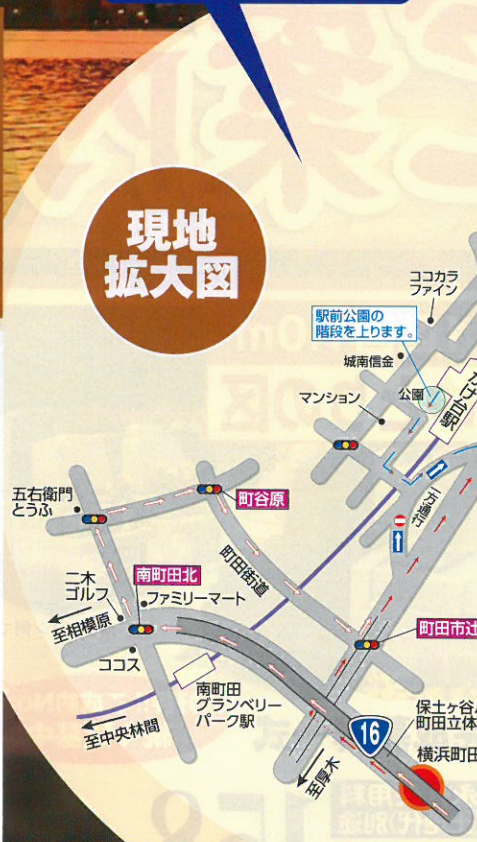 現地
拡大図
ココカラ
ファイン
駅前公園の
階段を上ります。
城南信金
マンション
公園
かけ台駅
一方通行
五右衛門
とうふ
町谷原
町田街道
二木
ゴルフ
南町田北
ファミリーマート
至相模原
ココス
町田市辻
南町田
グランベリー
パーク駅
至中央林間
16
保土ヶ谷
町田立体
横浜町田
至厚木